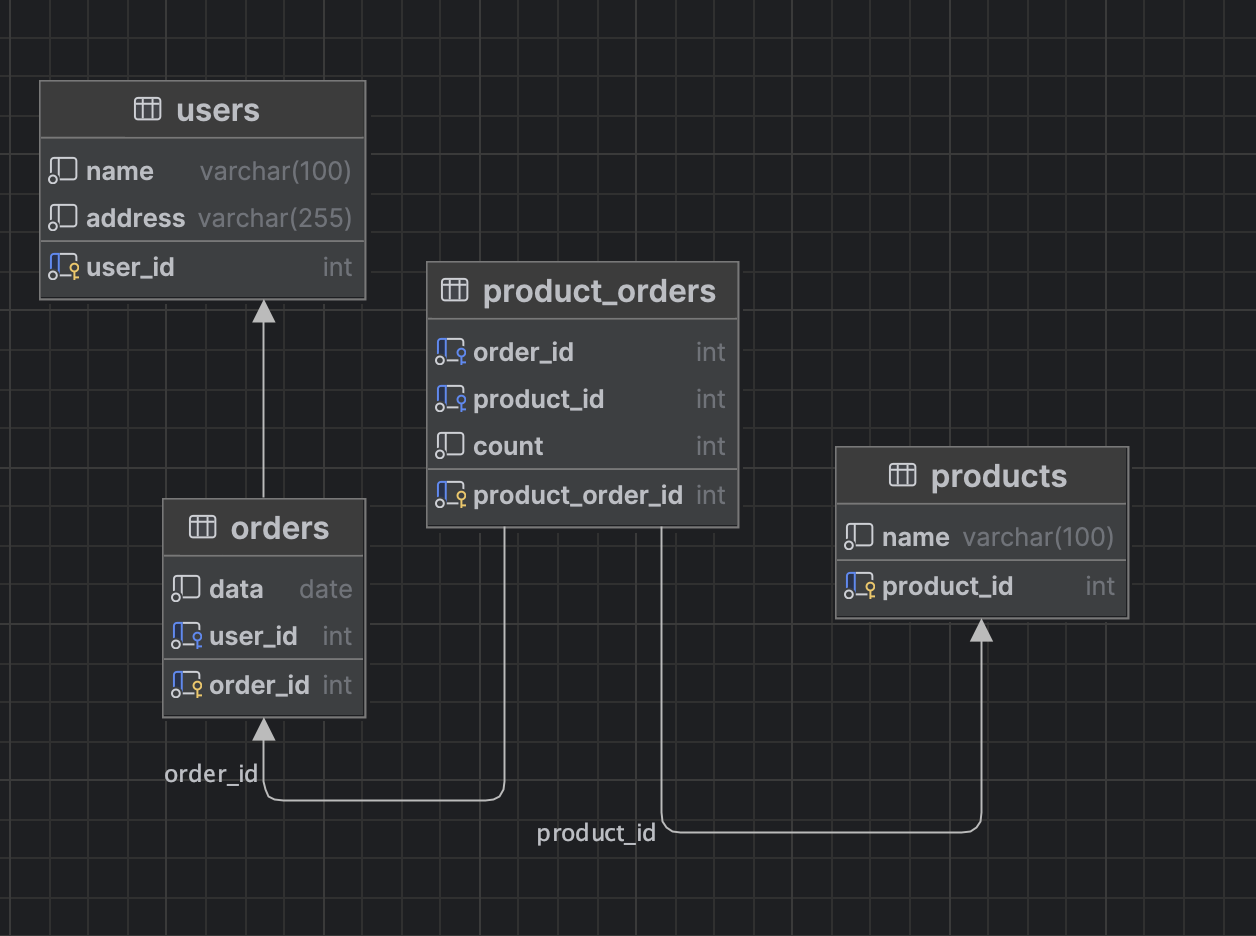 users
name varchar(100)
address varchar(255)
user_id int
product_orders
order_id int
product_id int
count int
product_order_id int
products
name varchar(100)
product_id int
orders
data date
user_id int
order_id int
order_id
product_id